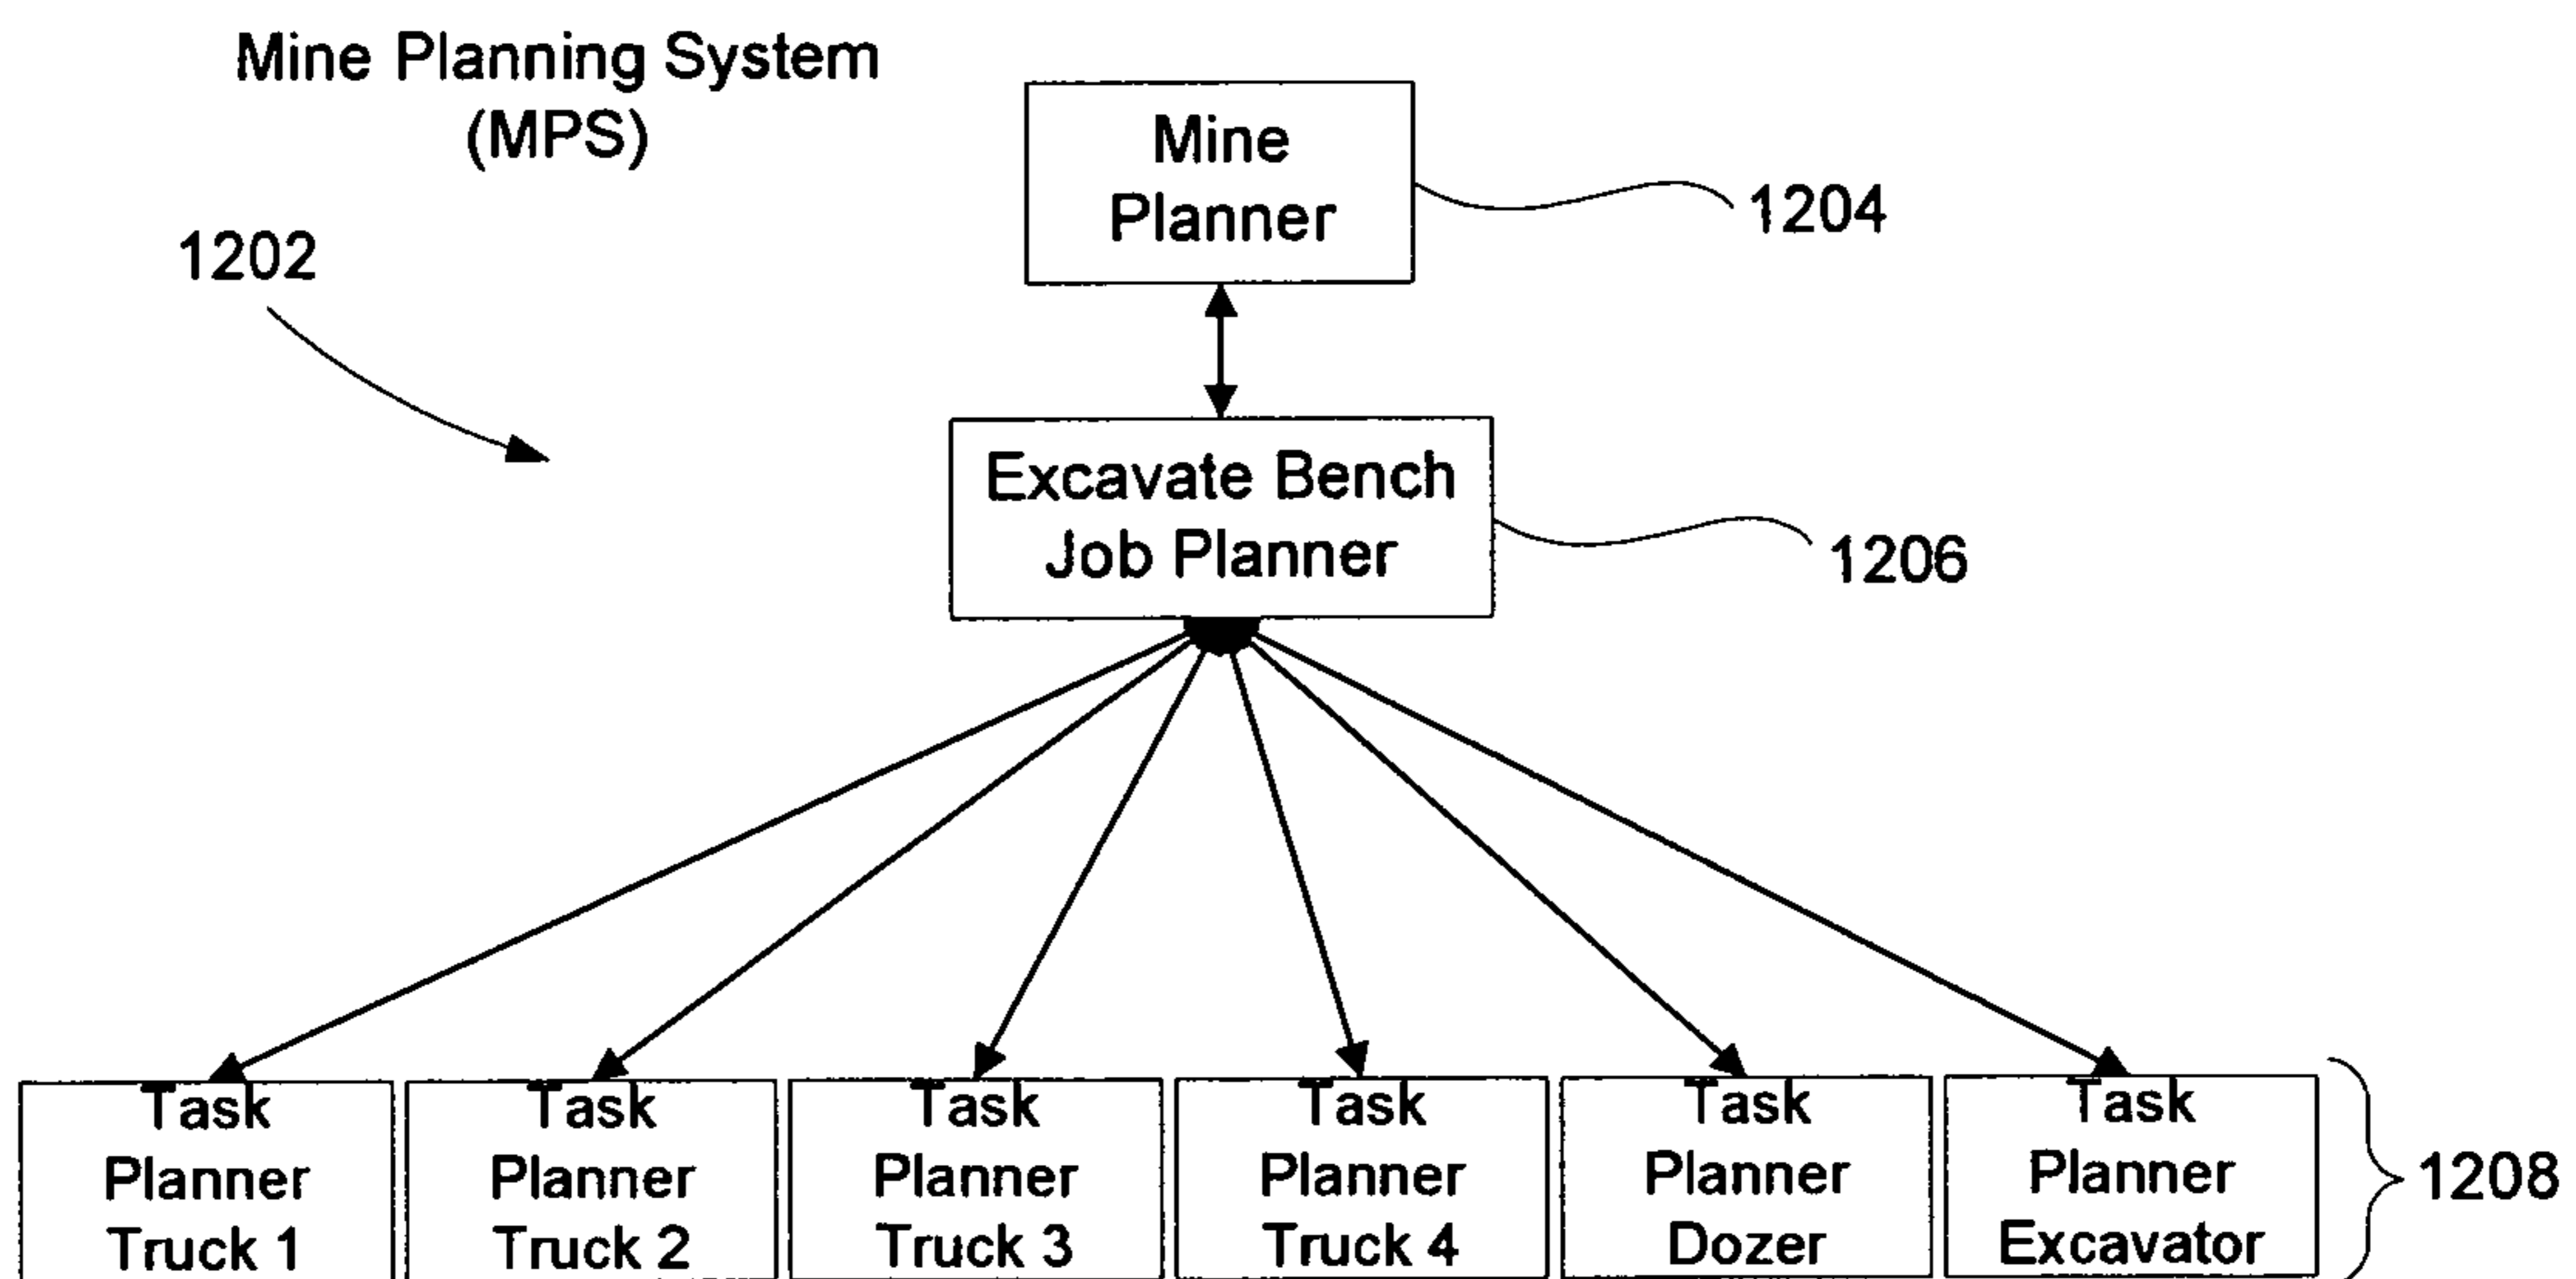 Mine Planning System
(MPS)
Mine
Planner
1204
1202
Excavate Bench
Job Planner
1206
Task
Planner
Truck 1
Task
Planner
Truck 2
Task
Planner
Truck 3
Task
Planner
Truck 4
Task
Planner
Dozer
Task
Planner
Excavator
1208